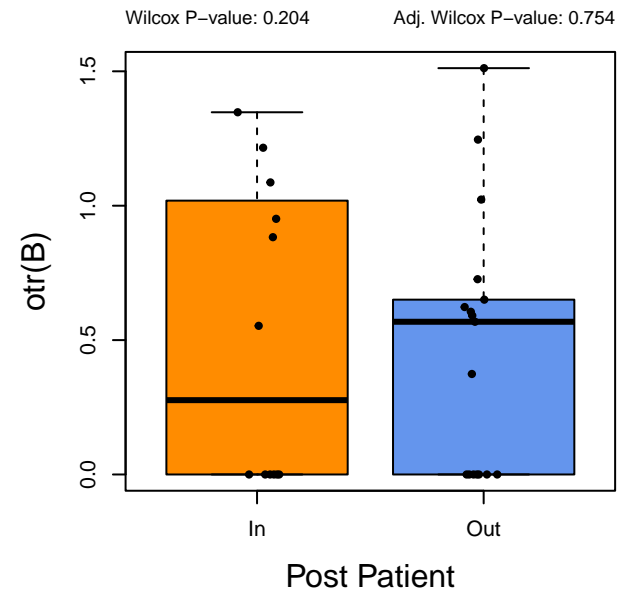 Wilcox P−value: 0.204 Adj. Wilcox P−value: 0.754
1.5
1.0
0.5
0.0
otr(B)
In Out
Post Patient